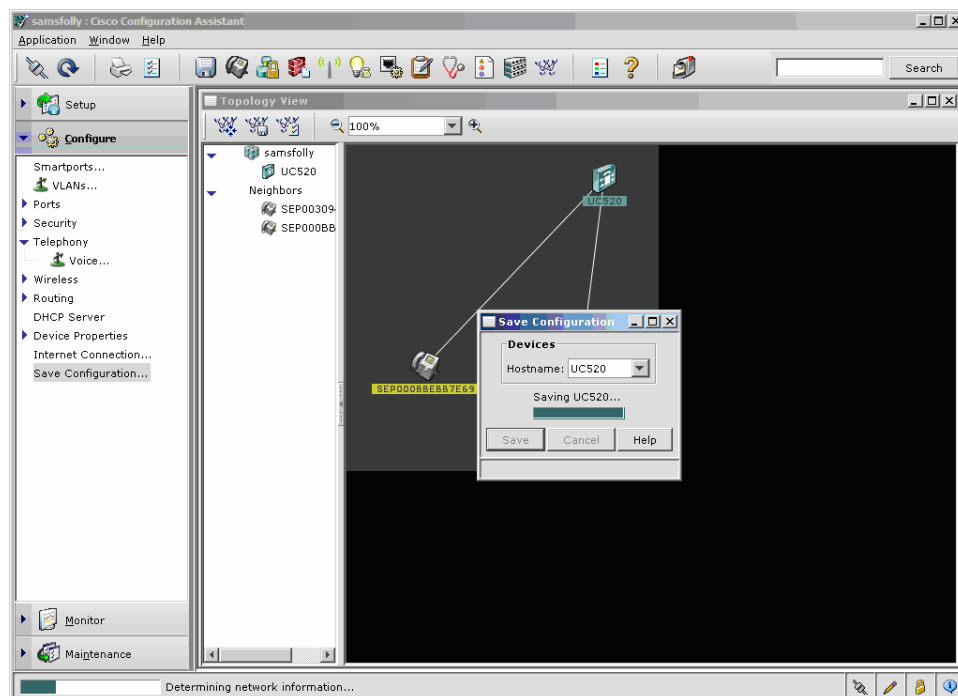 samsfolly : Cisco Configuration Assistant
Application Window Help
Search
Setup
Configure
Smartports...
VLANs...
Ports
Security
Telephony
Voice...
Wireless
Routing
DHCP Server
Device Properties
Internet Connection...
Save Configuration...
Monitor
Maintenance
Topology View
100%
samsfolly
UC520
Neighbors
SEP00309
SEP000BB
UC520
SEP000BBEBB7E69
Save Configuration
Devices
Hostname: UC520
Saving UC520...
Save Cancel Help
Determining network information...